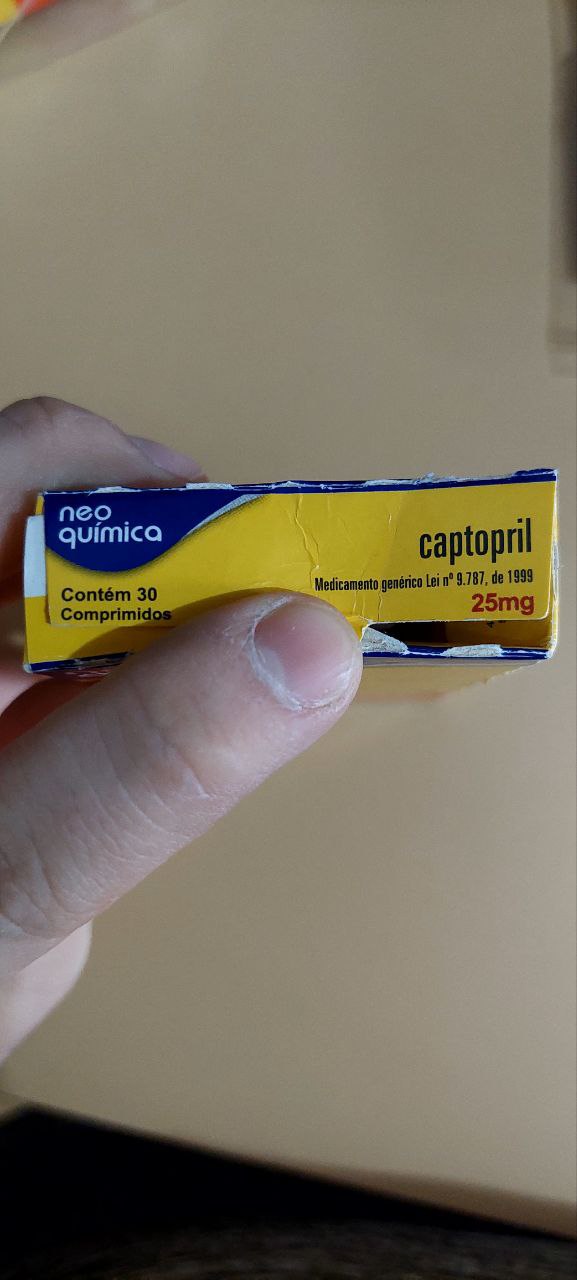 neo
química
captopril
Medicamento genérico Lei nº 9.787, de 1999
25mg
Contém 30
Comprimidos